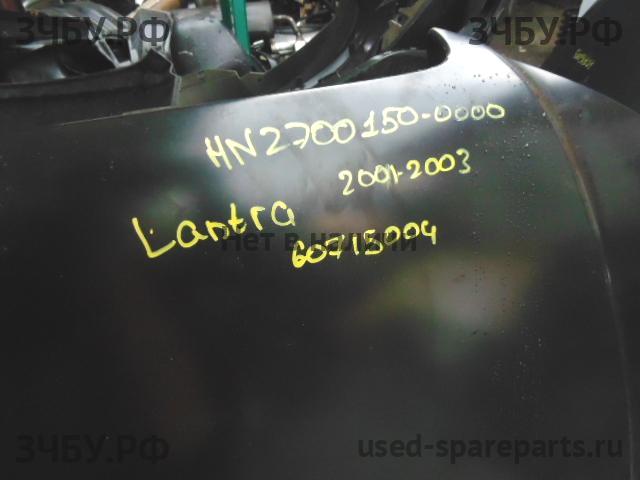 ЗЧБУ.РФ
ЗЧБУ.РФ
HN2700150-0000
2001-2003
Lantra
Нет в наличии
60715004
ЗЧБУ.РФ
used-spareparts.ru